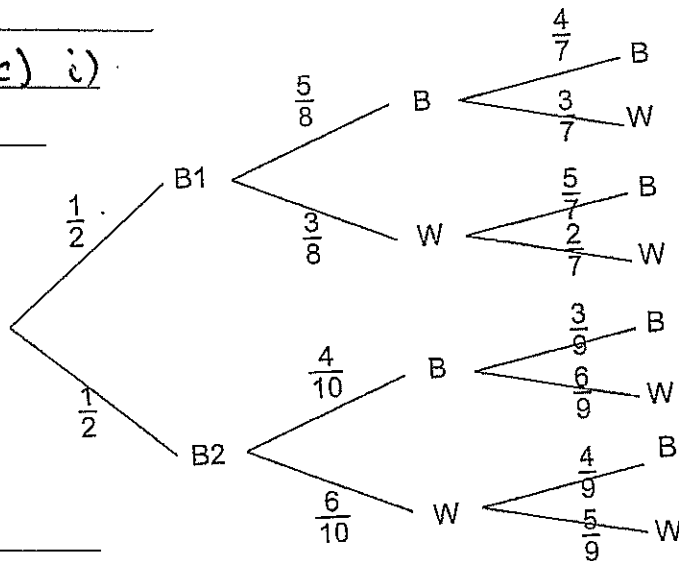 c) i)
4/7 B
5/8 B
3/7 W
B1
5/7 B
1/2
3/8 W
2/7 W
3/9 B
4/10 B
6/9 W
1/2
B2
4/9 B
6/10 W
5/9 W